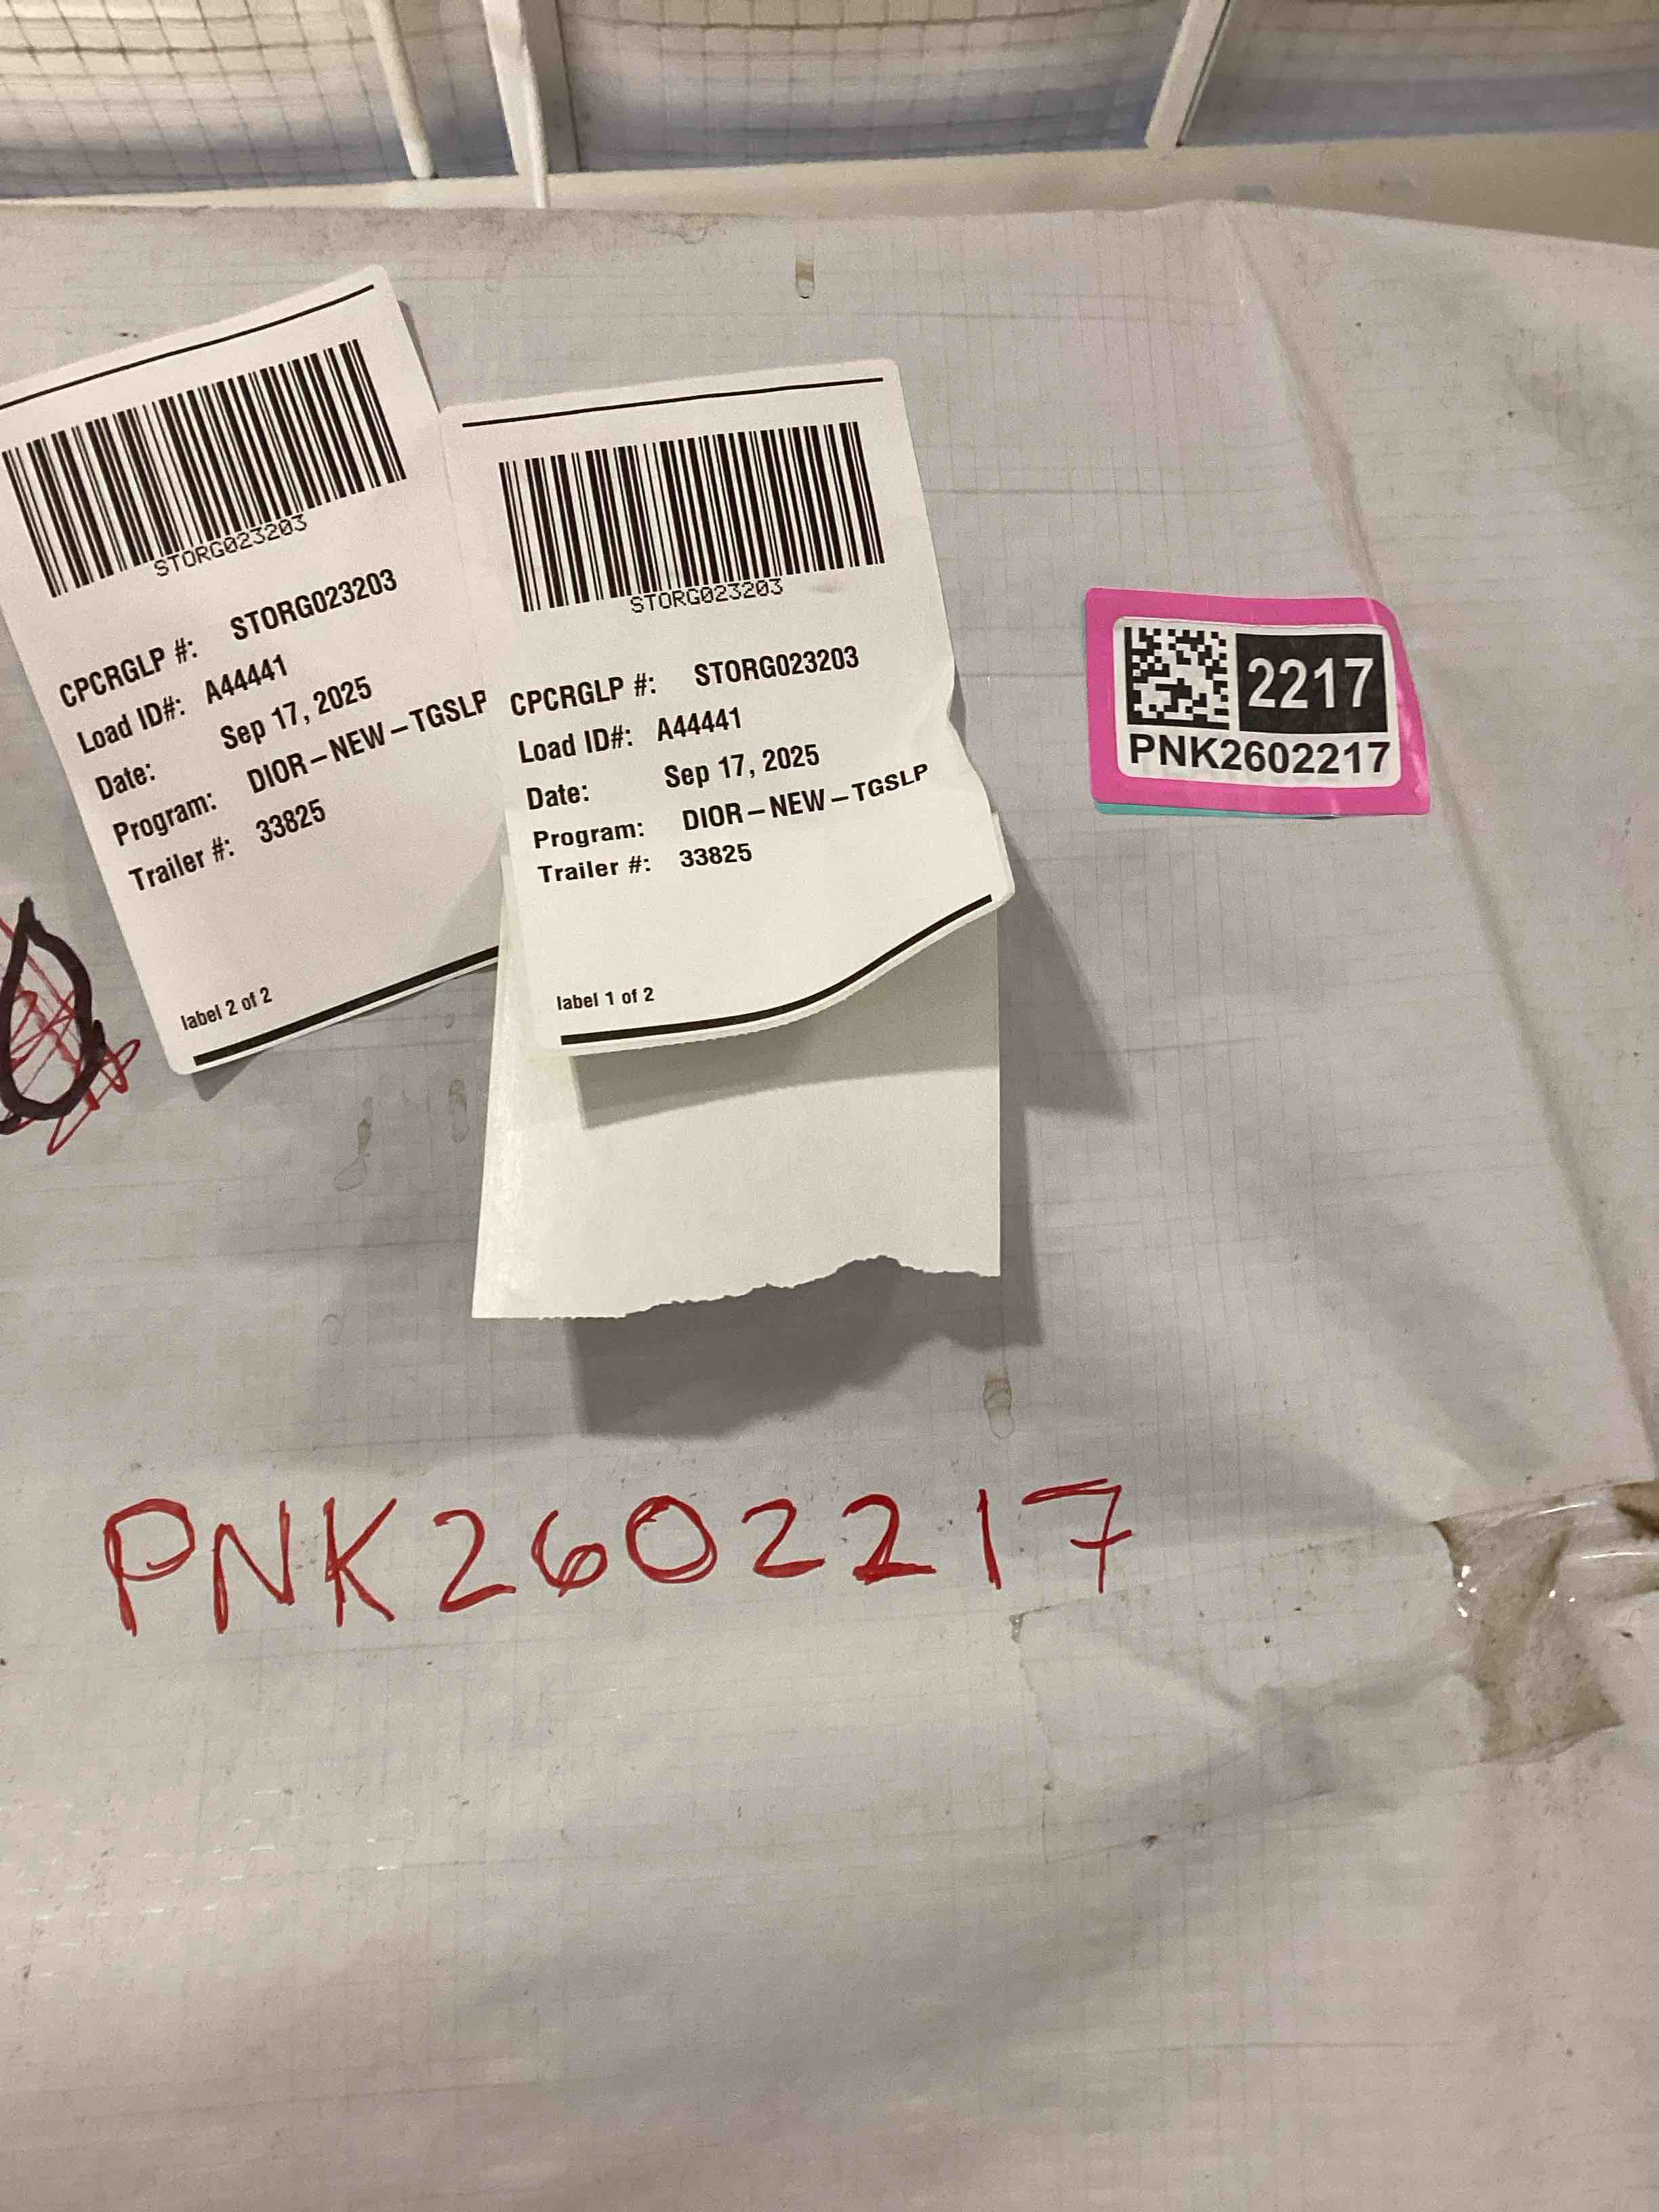 STORG023203
CPCRGLP #: STORG023203
Load ID#: A44441
Date: Sep 17, 2025
Program: DIOR-NEW-TGSLP
Trailer #: 33825
label 2 of 2
STORG023203
CPCRGLP #: STORG023203
Load ID#: A44441
Date: Sep 17, 2025
Program: DIOR-NEW-TGSLP
Trailer #: 33825
label 1 of 2
2217
PNK2602217
PNK2602217